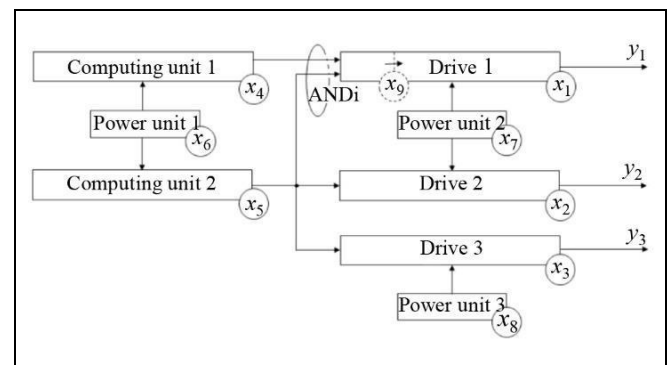 y1
Computing unit 1
Drive 1
x4
ANDi
x9
x1
Power unit 1
x6
Power unit 2
x7
y2
Computing unit 2
Drive 2
x5
x2
y3
Drive 3
x3
Power unit 3
x8